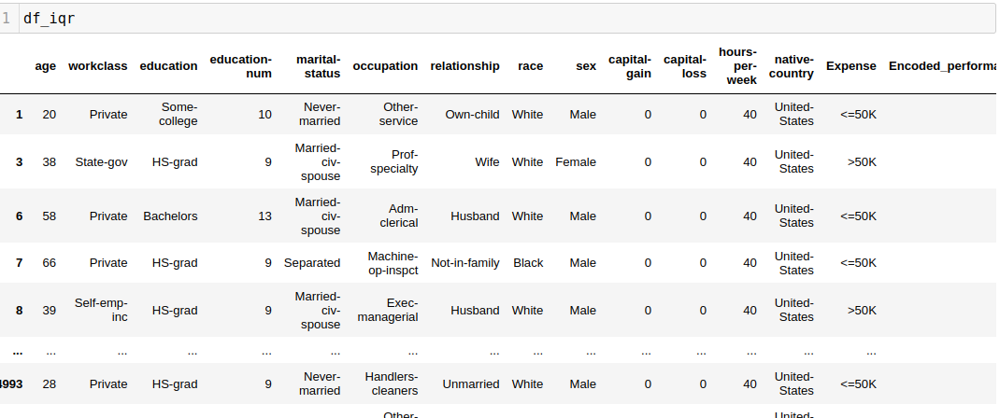 1 df_iqr
age workclass education education-num marital-status occupation relationship race sex capital-gain capital-loss hours-per-week native-country Expense Encoded_performa
1 20 Private Some-college 10 Never-married Other-service Own-child White Male 0 0 40 United-States <=50K
3 38 State-gov HS-grad 9 Married-civ-spouse Prof-specialty Wife White Female 0 0 40 United-States >50K
6 58 Private Bachelors 13 Married-civ-spouse Adm-clerical Husband White Male 0 0 40 United-States <=50K
7 66 Private HS-grad 9 Separated Machine-op-inspct Not-in-family Black Male 0 0 40 United-States <=50K
8 39 Self-emp-inc HS-grad 9 Married-civ-spouse Exec-managerial Husband White Male 0 0 40 United-States >50K
... ... ... ... ... ... ... ... ... ... ... ... ... ... ...
4993 28 Private HS-grad 9 Never-married Handlers-cleaners Unmarried White Male 0 0 40 United-States <=50K
Other- United-